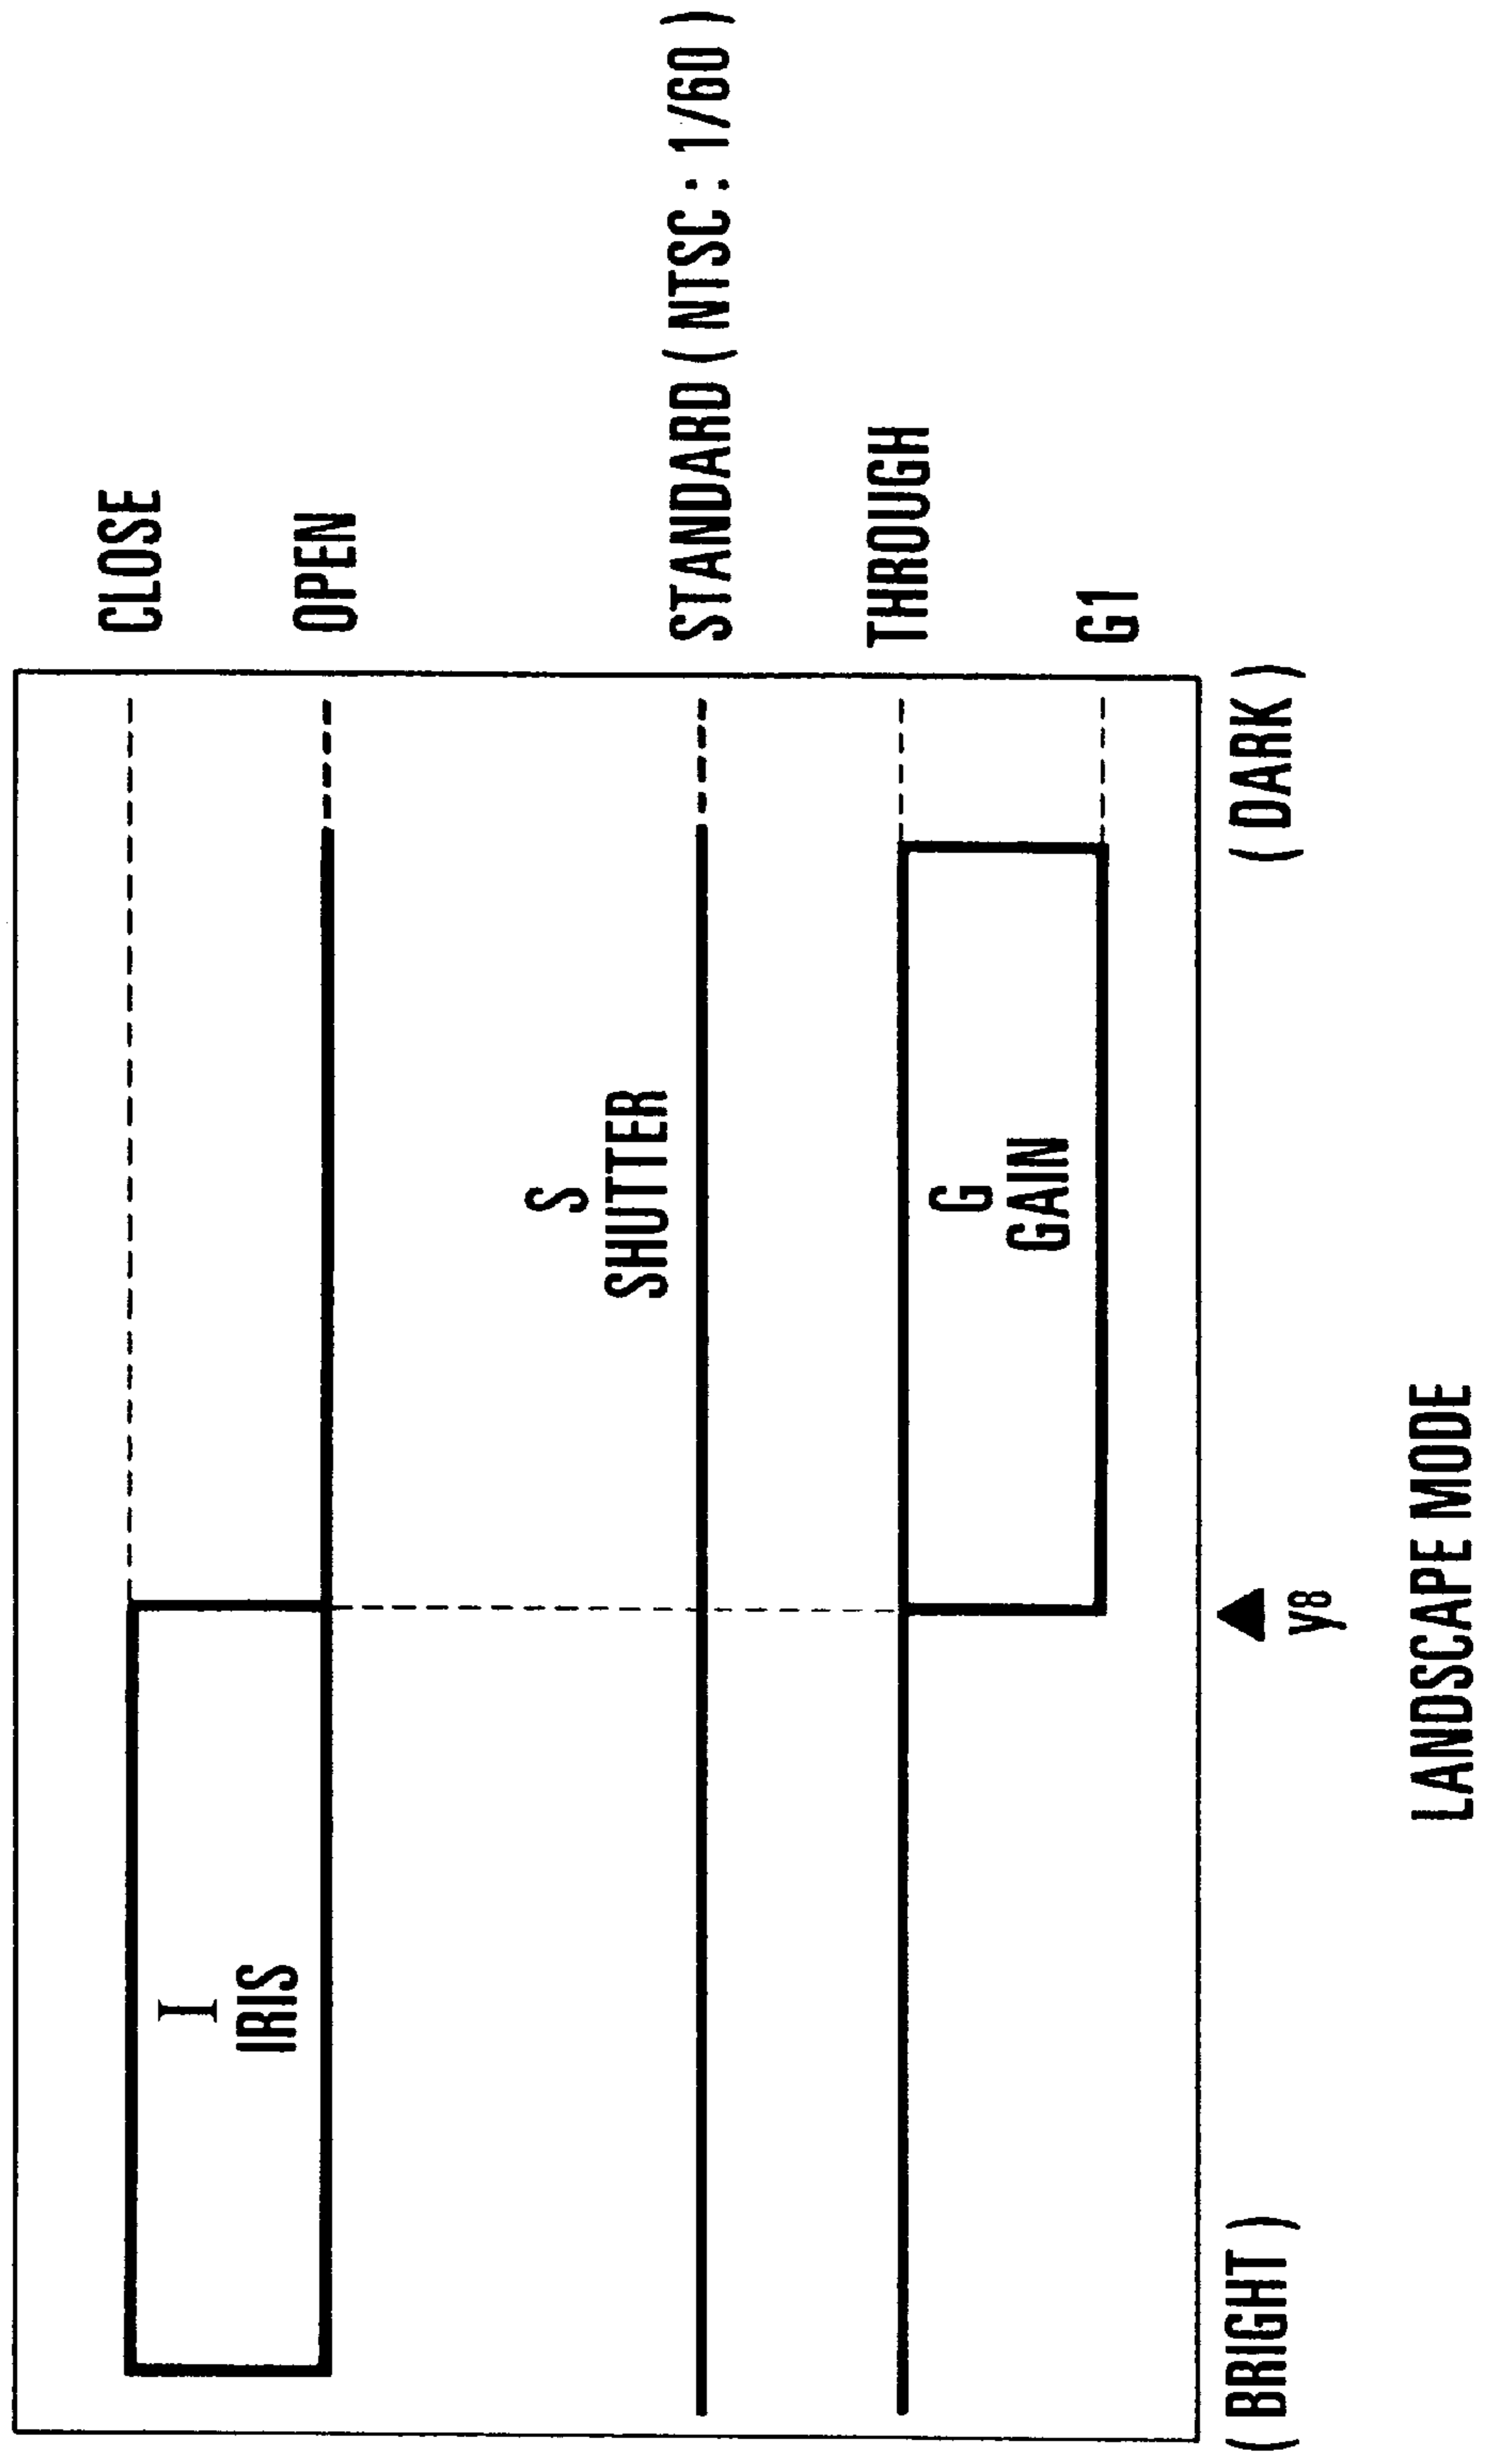 CLOSE
OPEN
STANDARD ( NTSC : 1/60 )
THROUGH
G1
I
IRIS
S
SHUTTER
G
GAIN
( BRIGHT )
y8
( DARK )
LANDSCAPE MODE